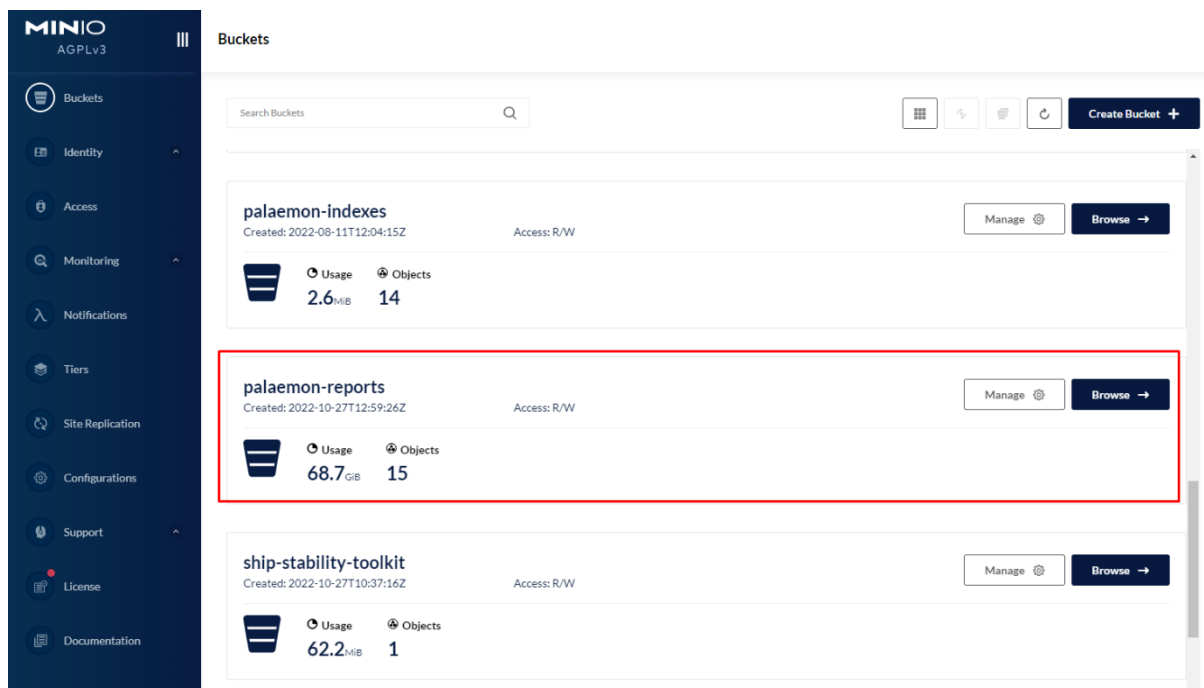 MINIO
AGPLv3
Buckets
Identity
Access
Monitoring
Notifications
Tiers
Site Replication
Configurations
Support
License
Documentation
Buckets
Search Buckets
Create Bucket +
palaemon-indexes
Created: 2022-08-11T12:04:15Z Access: R/W
Manage Browse →
Usage Objects
2.6MiB 14
palaemon-reports
Created: 2022-10-27T12:59:26Z Access: R/W
Manage Browse →
Usage Objects
68.7GiB 15
ship-stability-toolkit
Created: 2022-10-27T10:37:16Z Access: R/W
Manage Browse →
Usage Objects
62.2MiB 1